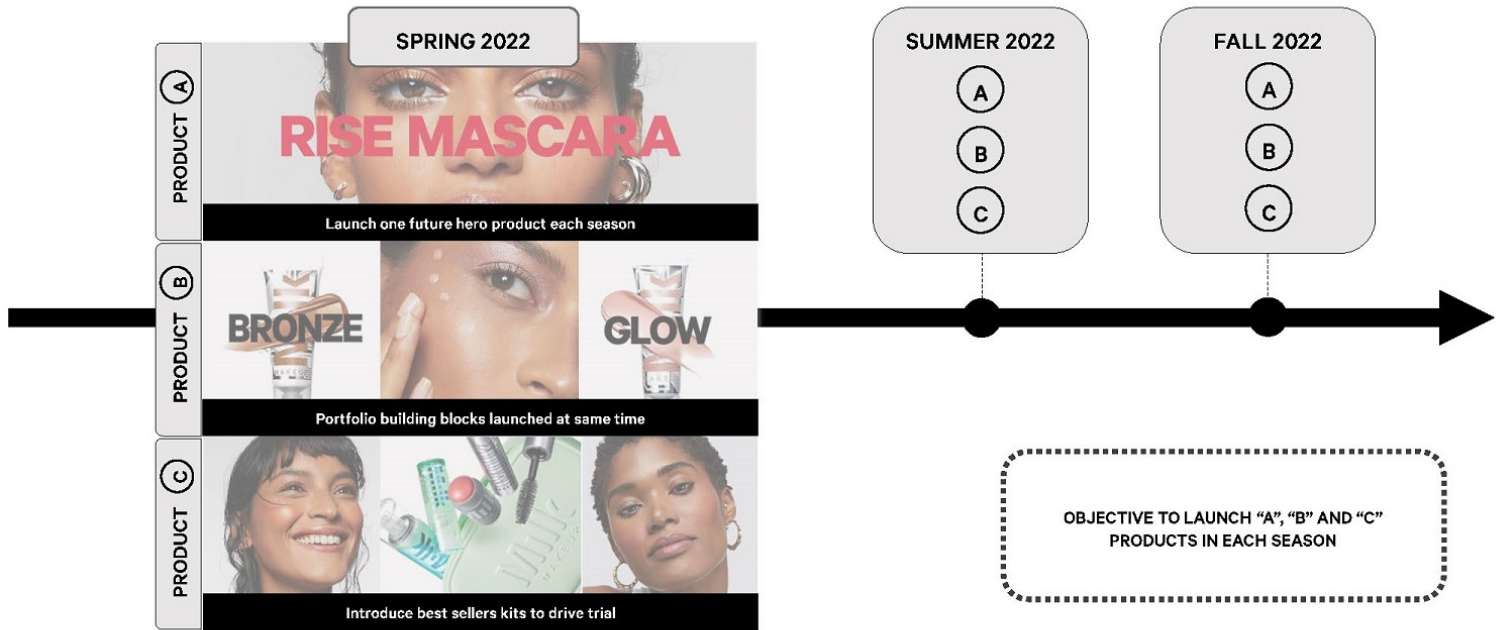 SPRING 2022
PRODUCT A
RISE MASCARA
Launch one future hero product each season
PRODUCT B
BRONZE
GLOW
Portfolio building blocks launched at same time
PRODUCT C
MILK
MAKEUP
Introduce best sellers kits to drive trial
SUMMER 2022
A
B
C
FALL 2022
A
B
C
OBJECTIVE TO LAUNCH “A”, “B” AND “C”
PRODUCTS IN EACH SEASON